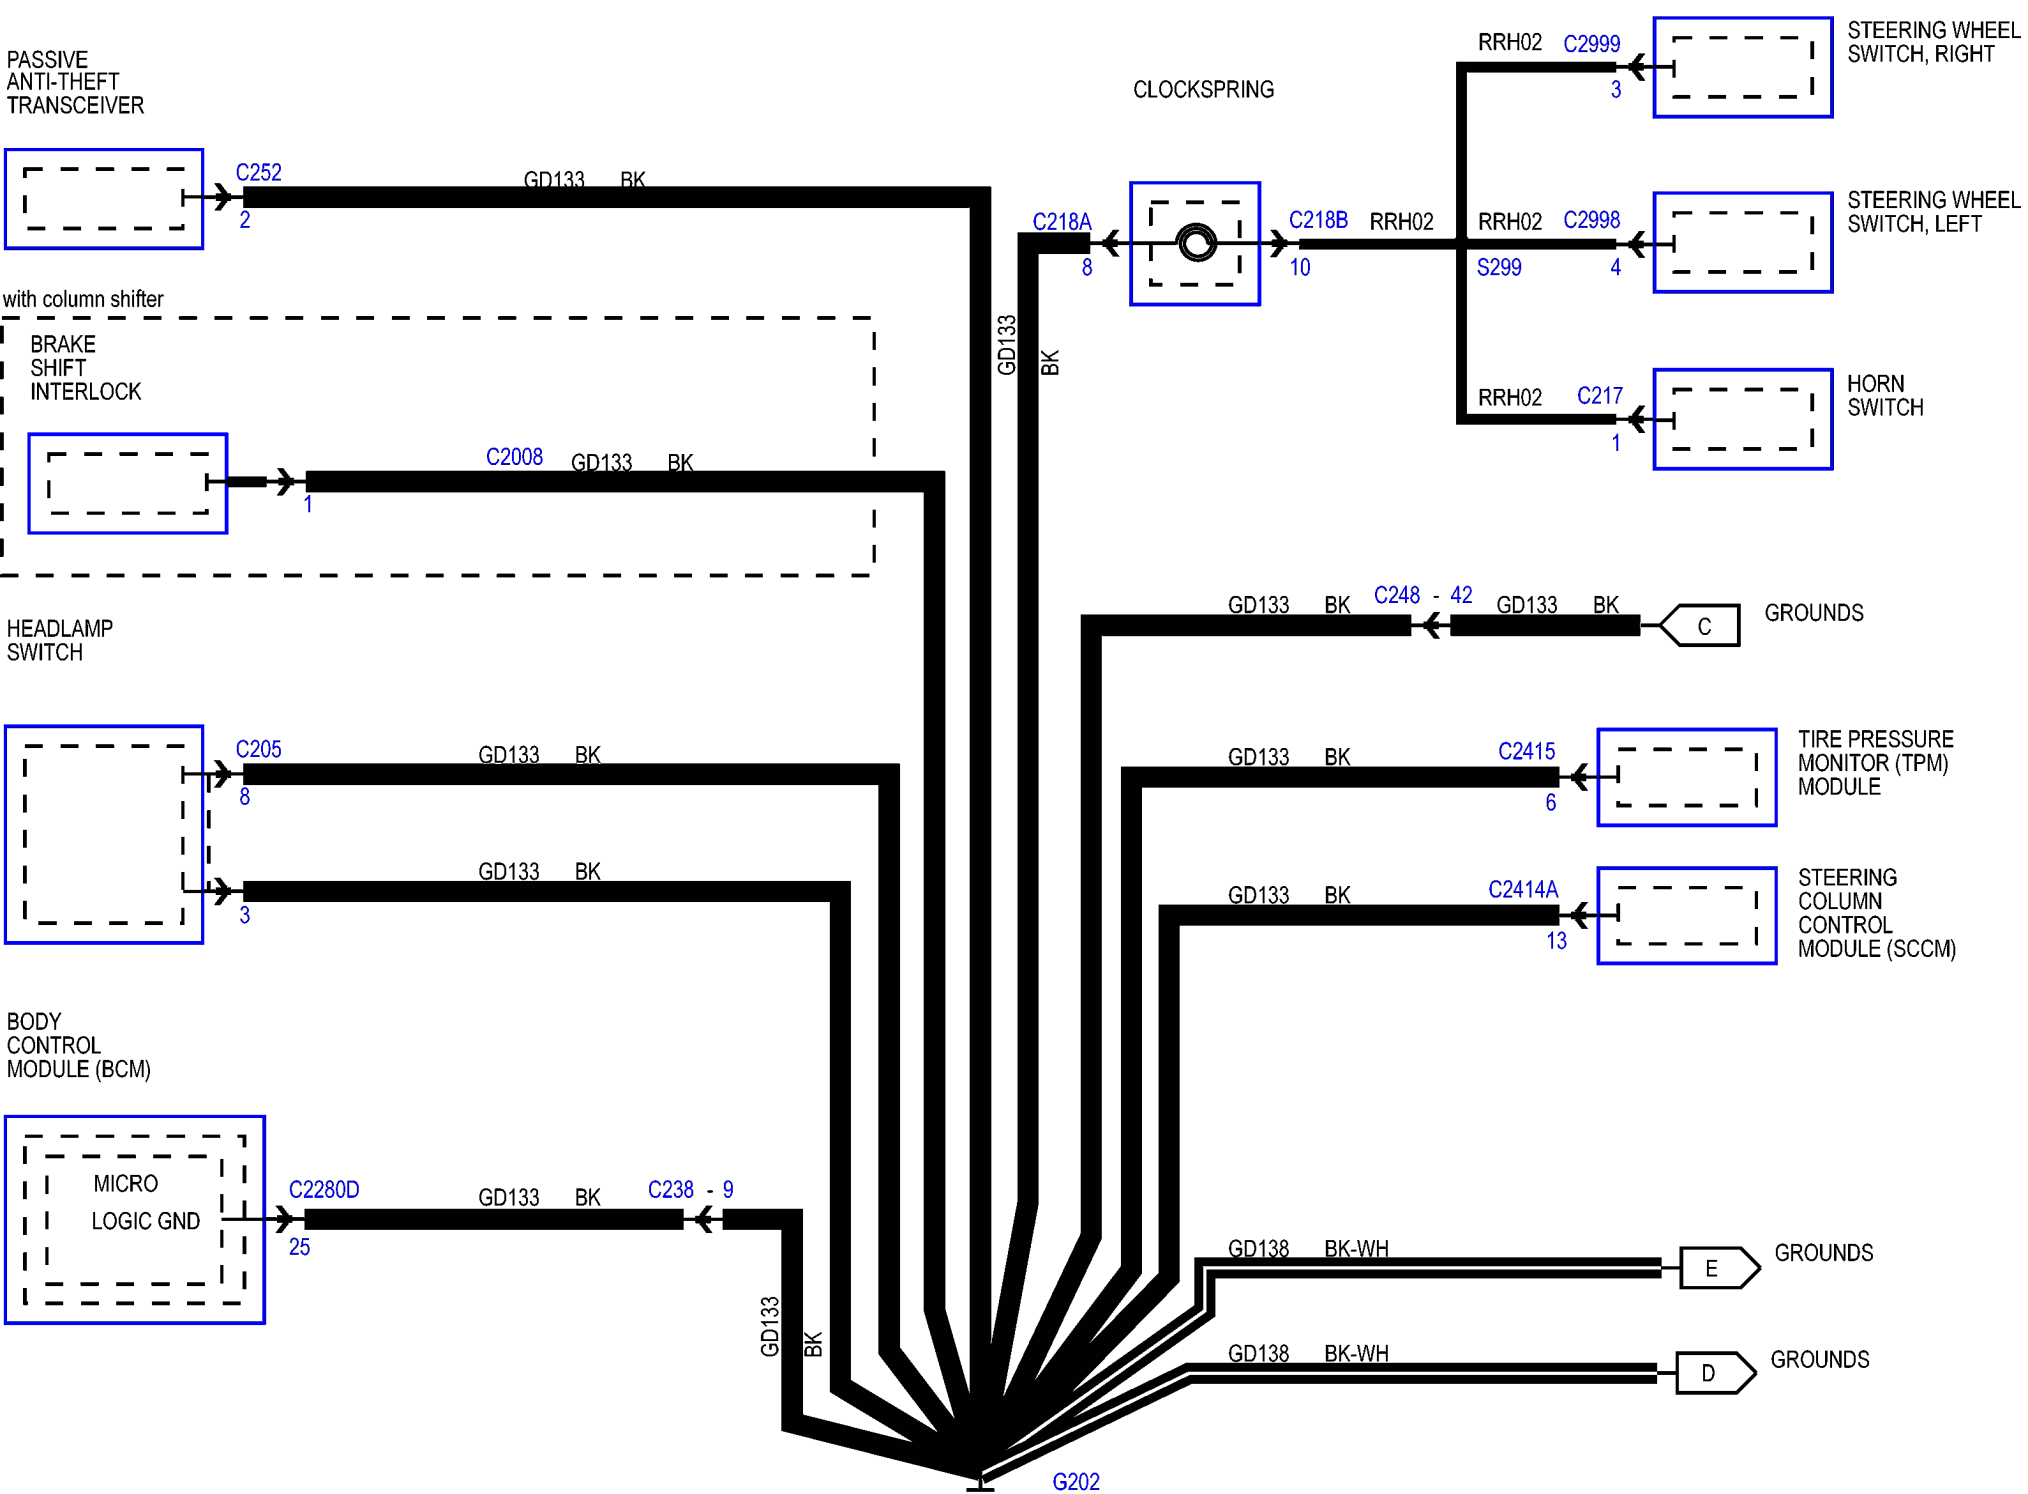 PASSIVE
ANTI-THEFT
TRANSCEIVER
C252
2
GD133 BK
with column shifter
BRAKE
SHIFT
INTERLOCK
C2008 GD133 BK
1
HEADLAMP
SWITCH
C205
8
GD133 BK
GD133 BK
3
BODY
CONTROL
MODULE (BCM)
MICRO
LOGIC GND
C2280D
25
GD133 BK
C238 - 9
GD133
BK
CLOCKSPRING
C218A
8
GD133
BK
C218B
10
RRH02
S299
RRH02 C2999
3
STEERING WHEEL
SWITCH, RIGHT
RRH02 C2998
4
STEERING WHEEL
SWITCH, LEFT
RRH02 C217
1
HORN
SWITCH
GD133 BK C248 - 42 GD133 BK
C
GROUNDS
GD133 BK C2415
6
TIRE PRESSURE
MONITOR (TPM)
MODULE
GD133 BK C2414A
13
STEERING
COLUMN
CONTROL
MODULE (SCCM)
GD138 BK-WH
E
GROUNDS
GD138 BK-WH
D
GROUNDS
G202